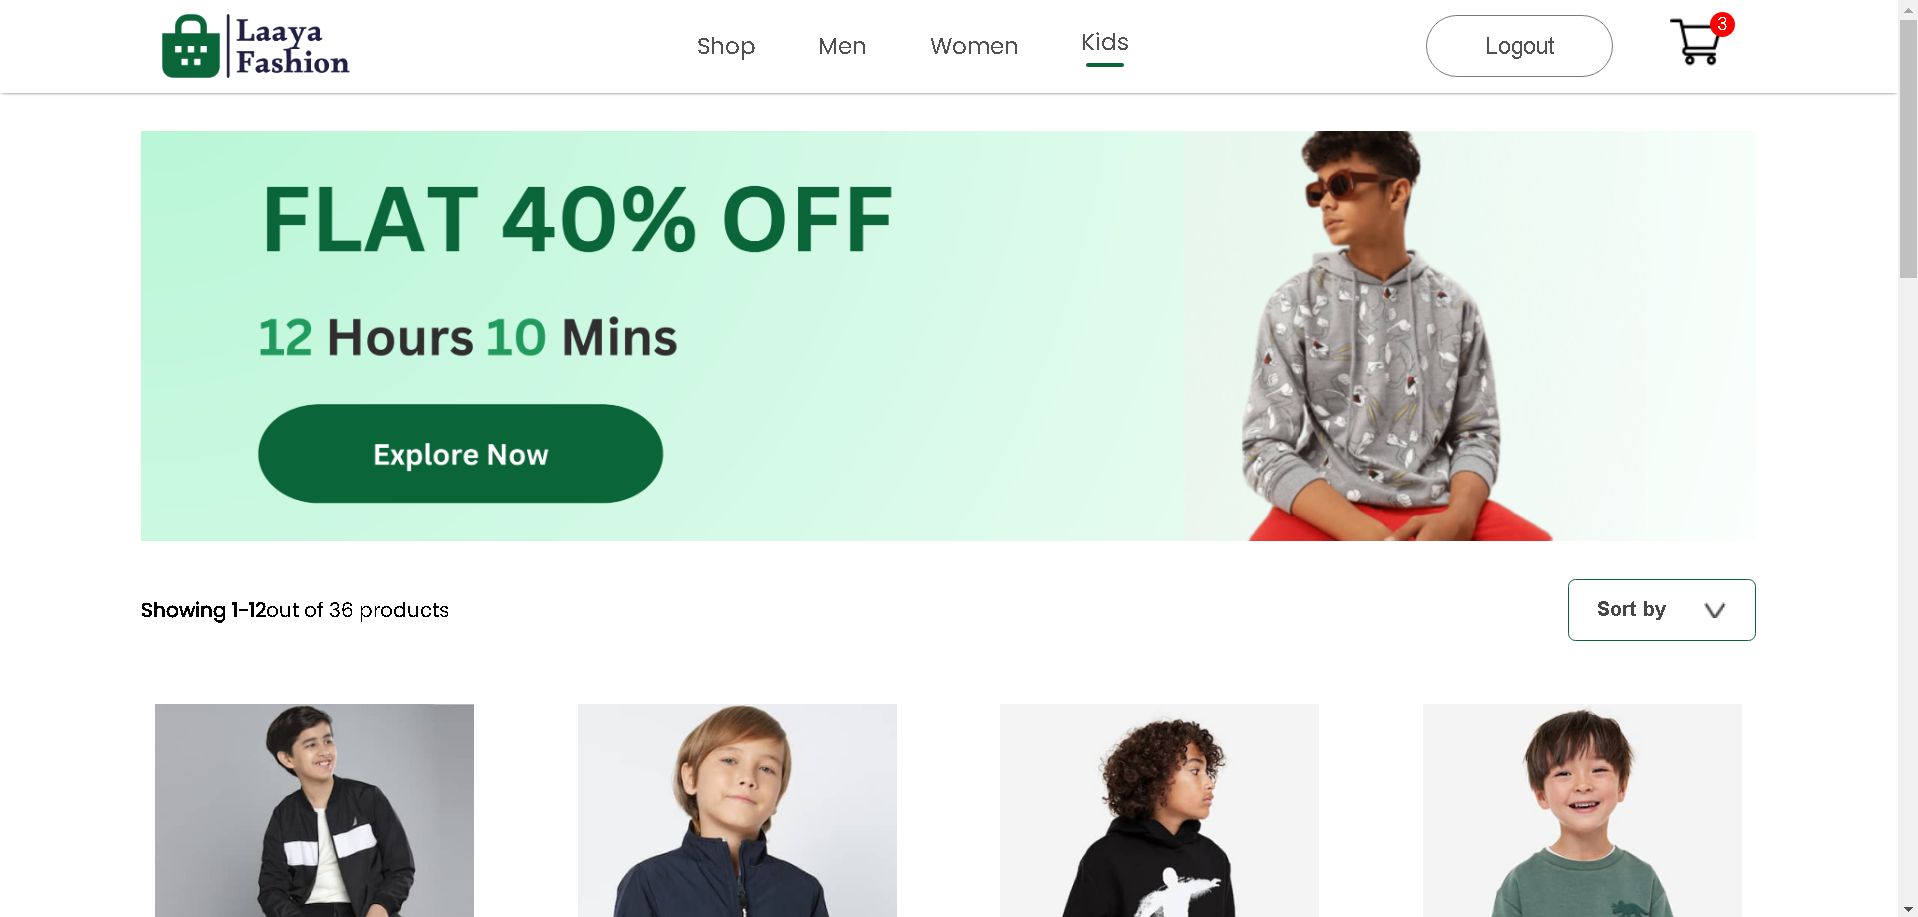 Laaya
Fashion
Shop
Men
Women
Kids
Logout
3
FLAT 40% OFF
12 Hours 10 Mins
Explore Now
Showing 1-12out of 36 products
Sort by